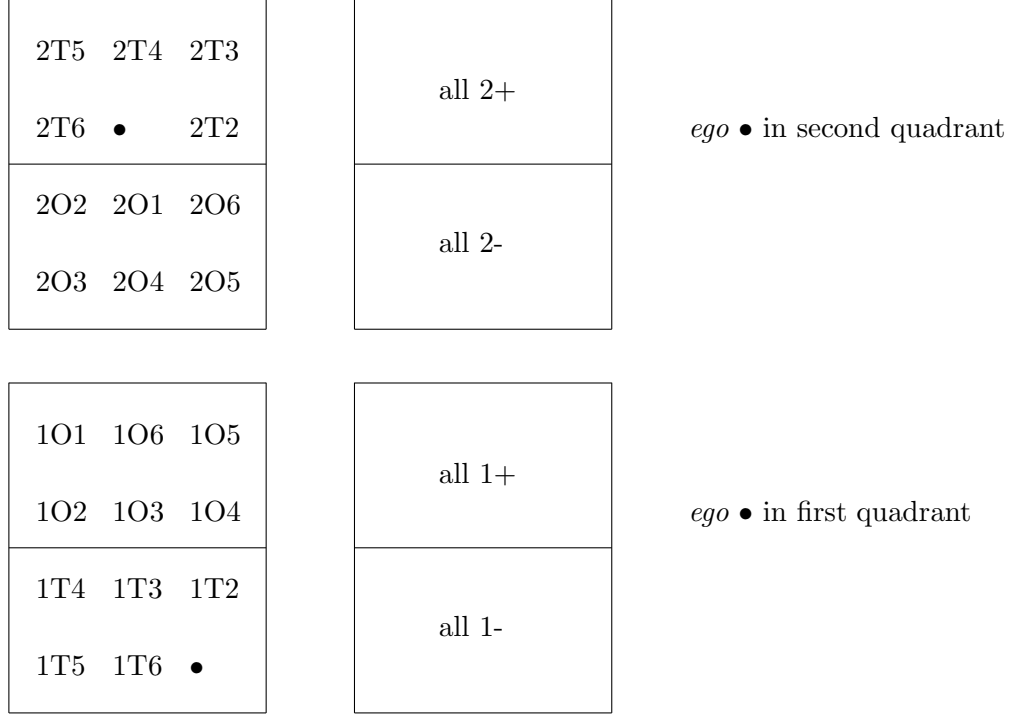 2T5 2T4 2T3
all 2+
2T6 • 2T2
ego • in second quadrant
2O2 2O1 2O6
all 2-
2O3 2O4 2O5
1O1 1O6 1O5
all 1+
1O2 1O3 1O4
ego • in first quadrant
1T4 1T3 1T2
all 1-
1T5 1T6 •